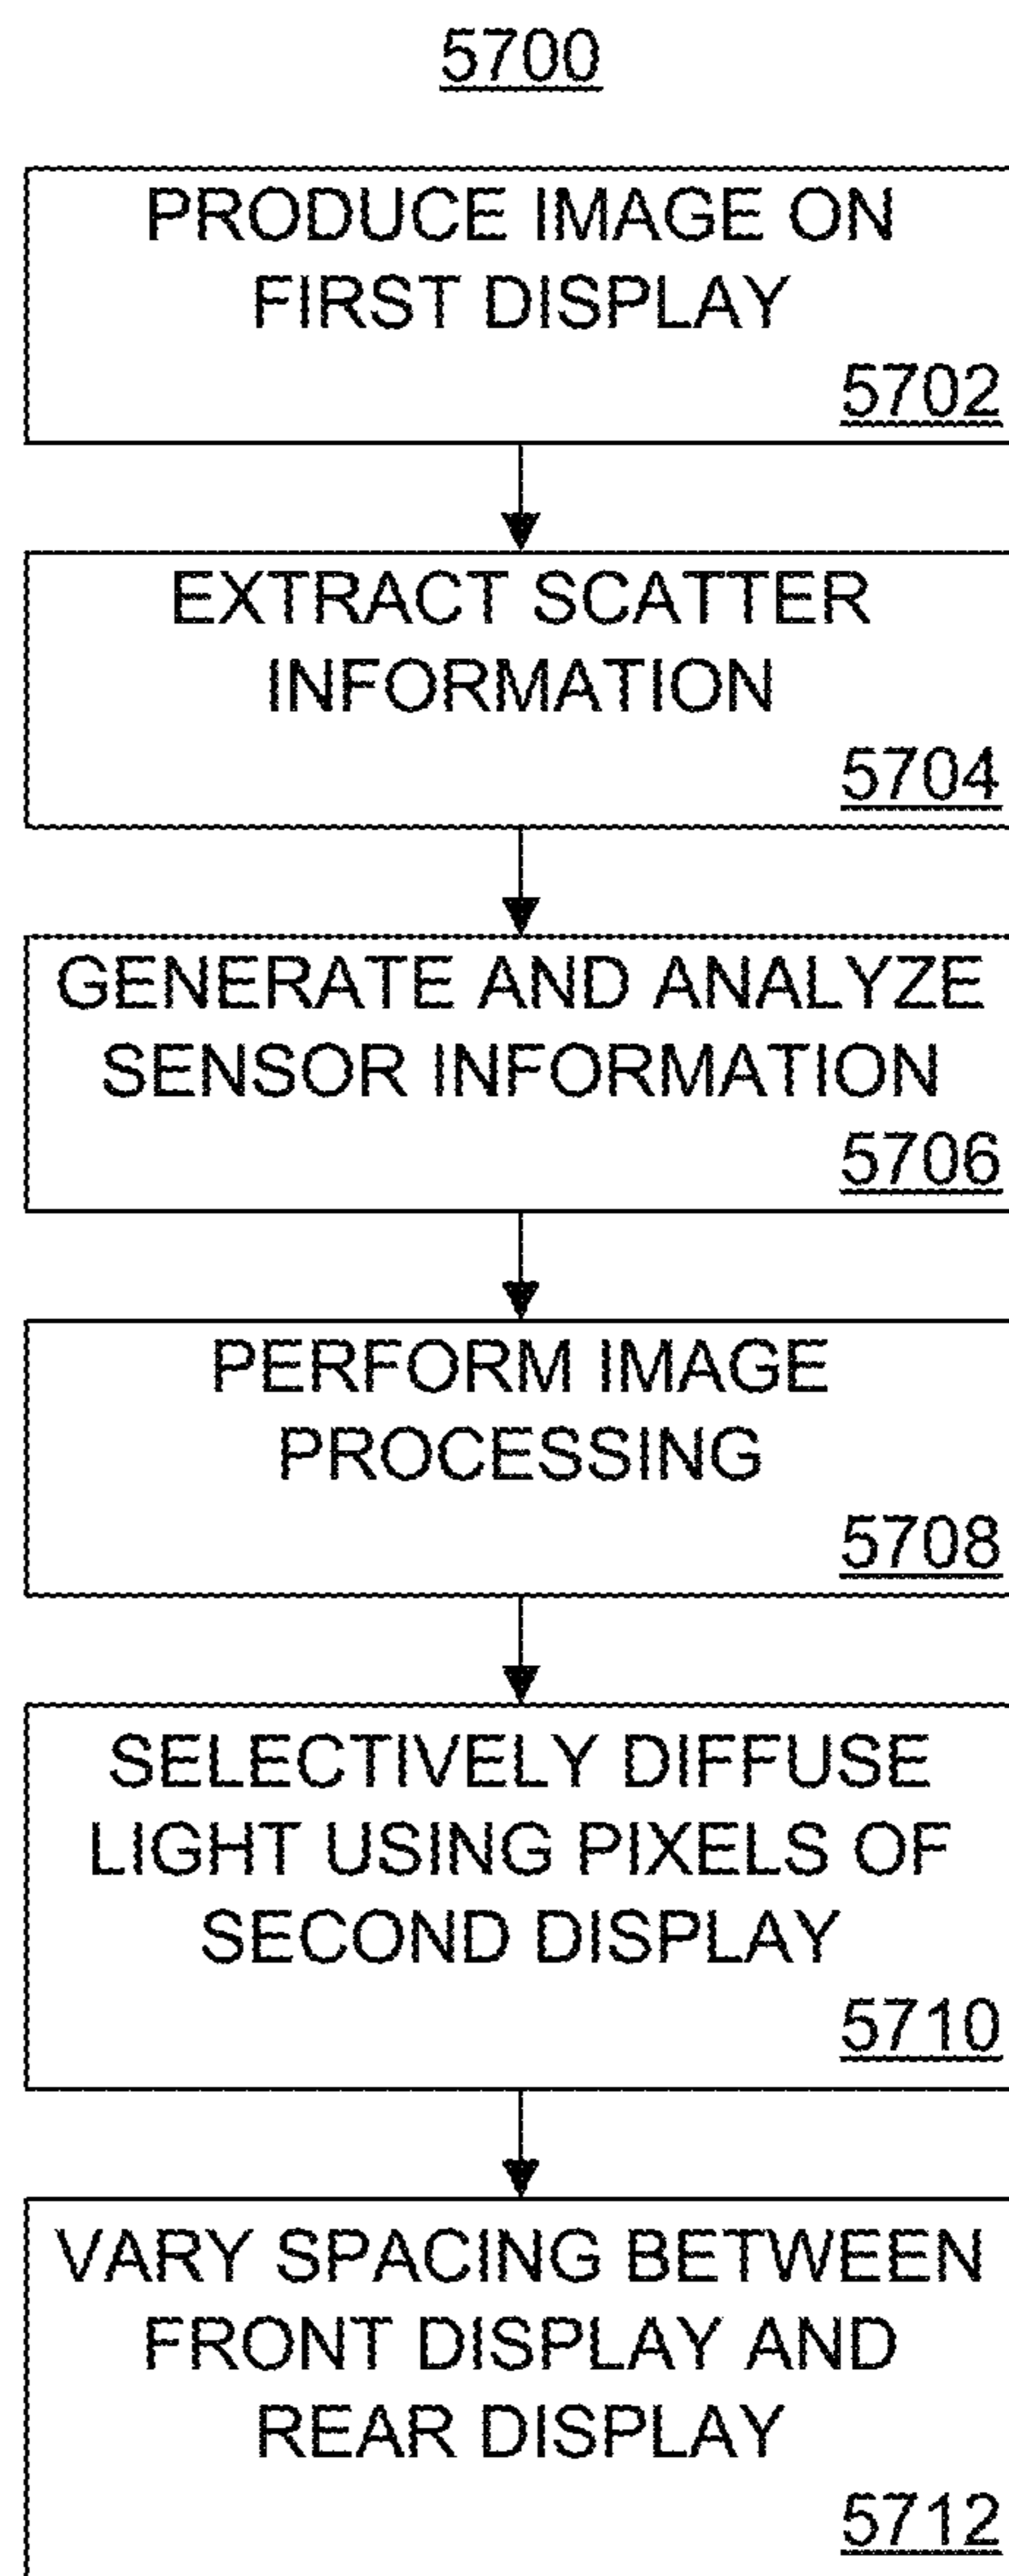 5700
PRODUCE IMAGE ON
FIRST DISPLAY
5702
EXTRACT SCATTER
INFORMATION
5704
GENERATE AND ANALYZE
SENSOR INFORMATION
5706
PERFORM IMAGE
PROCESSING
5708
SELECTIVELY DIFFUSE
LIGHT USING PIXELS OF
SECOND DISPLAY
5710
VARY SPACING BETWEEN
FRONT DISPLAY AND
REAR DISPLAY
5712